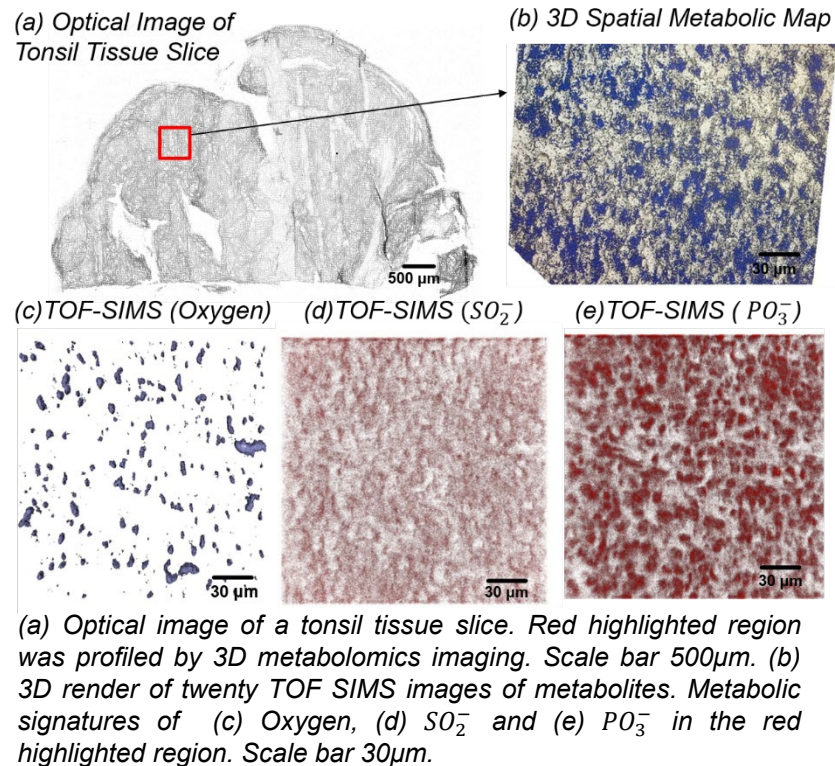 (a) Optical Image of
Tonsil Tissue Slice
(b) 3D Spatial Metabolic Map
500 µm
30 µm
(c)TOF-SIMS (Oxygen)
(d)TOF-SIMS (SO₂⁻)
(e)TOF-SIMS ( PO₃⁻)
30 µm
30 µm
30 µm
(a) Optical image of a tonsil tissue slice. Red highlighted region
was profiled by 3D metabolomics imaging. Scale bar 500µm. (b)
3D render of twenty TOF SIMS images of metabolites. Metabolic
signatures of (c) Oxygen, (d) SO₂⁻ and (e) PO₃⁻ in the red
highlighted region. Scale bar 30µm.